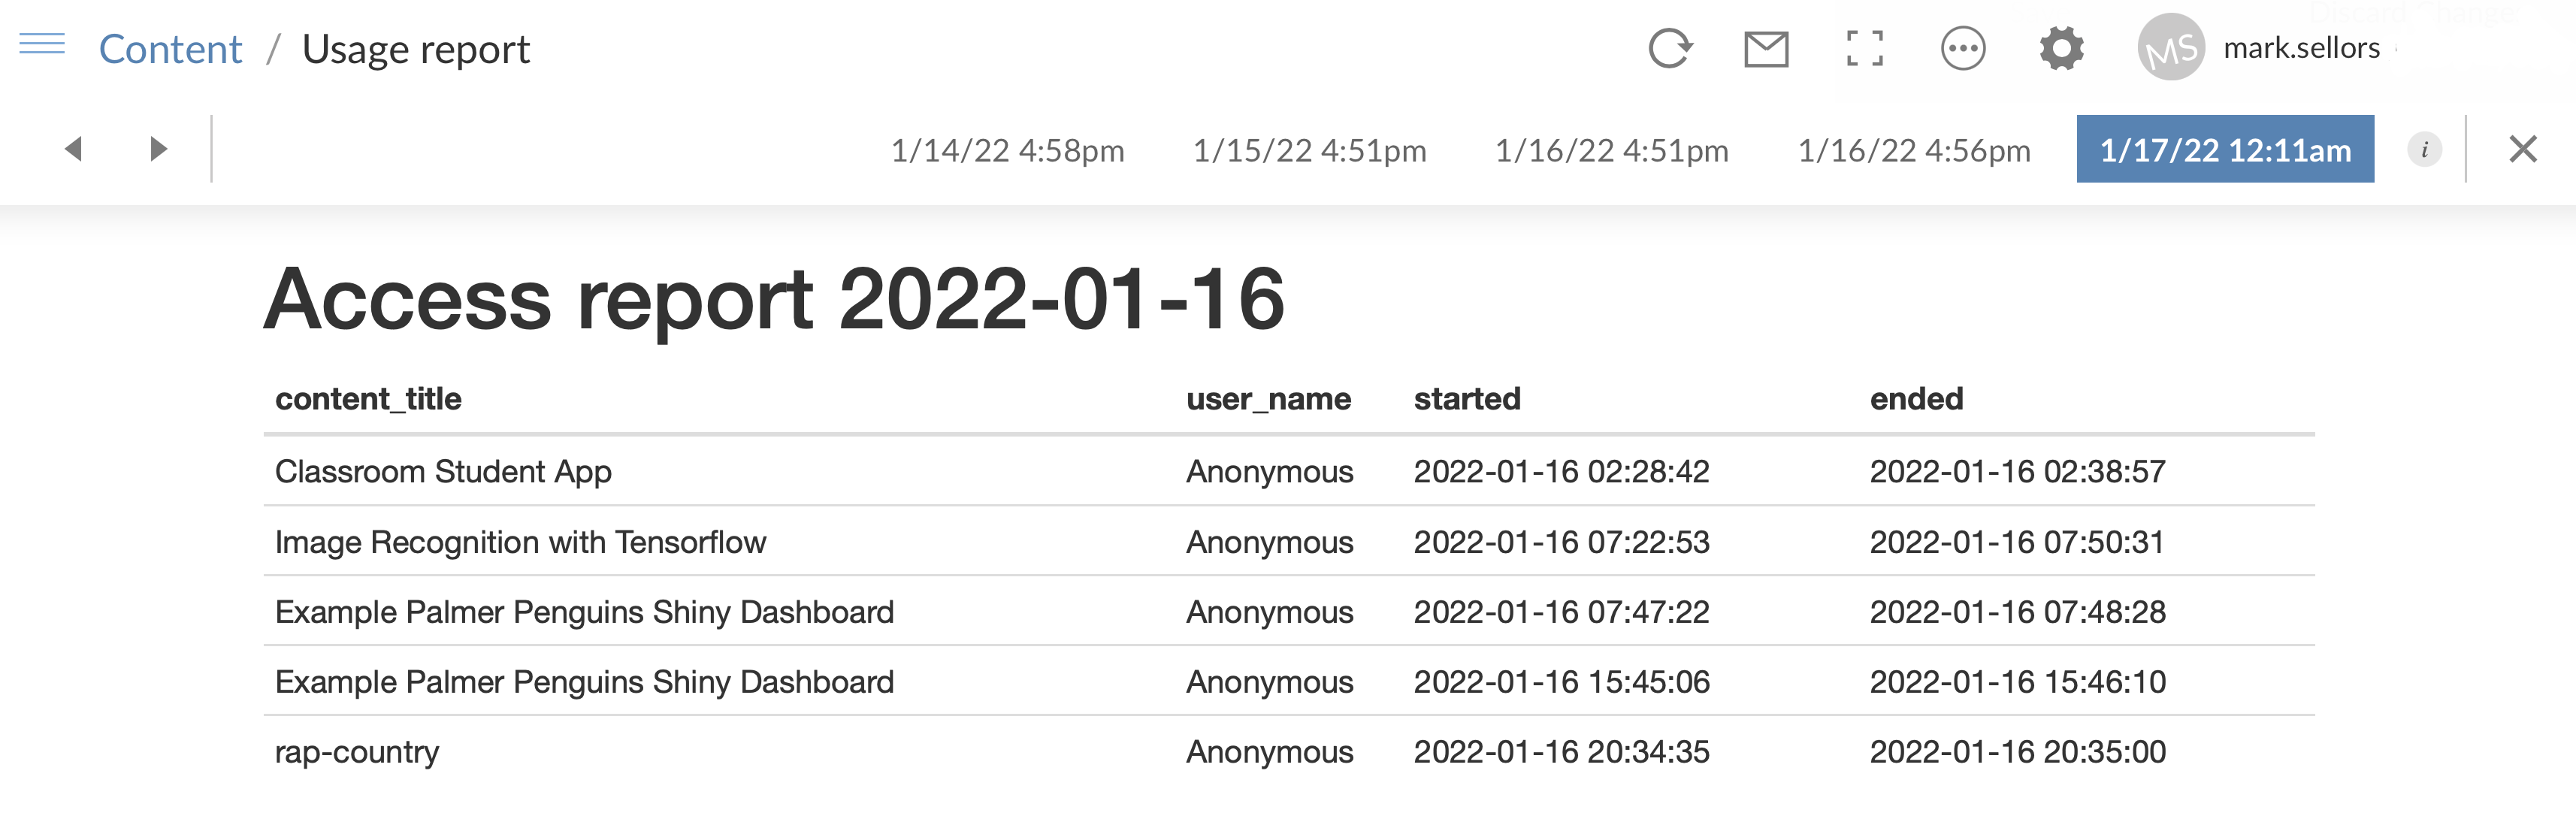 Content / Usage report MS mark.sellors
1/14/22 4:58pm 1/15/22 4:51pm 1/16/22 4:51pm 1/16/22 4:56pm 1/17/22 12:11am i
Access report 2022-01-16
content_title user_name started ended
Classroom Student App Anonymous 2022-01-16 02:28:42 2022-01-16 02:38:57
Image Recognition with Tensorflow Anonymous 2022-01-16 07:22:53 2022-01-16 07:50:31
Example Palmer Penguins Shiny Dashboard Anonymous 2022-01-16 07:47:22 2022-01-16 07:48:28
Example Palmer Penguins Shiny Dashboard Anonymous 2022-01-16 15:45:06 2022-01-16 15:46:10
rap-country Anonymous 2022-01-16 20:34:35 2022-01-16 20:35:00